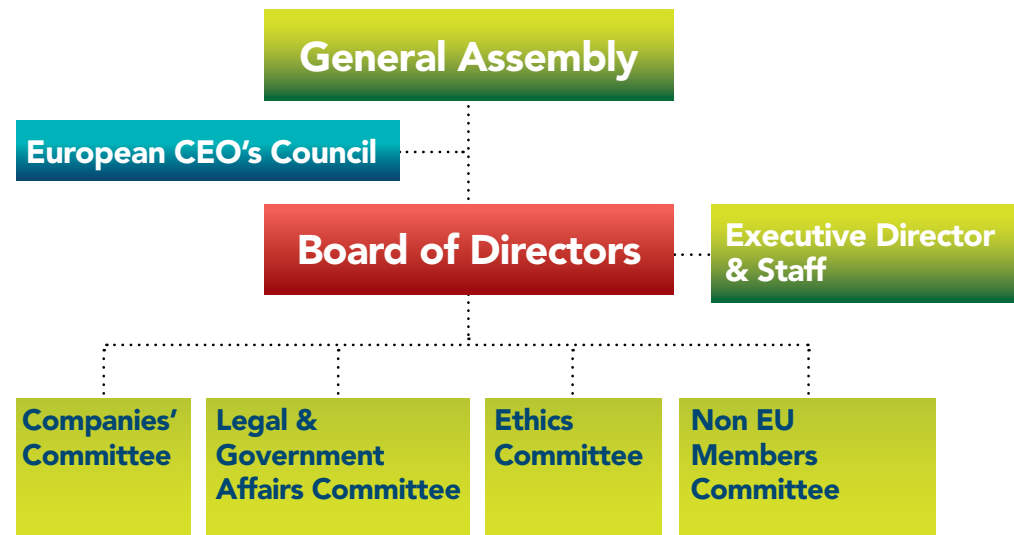 General Assembly
European CEO’s Council
Board of Directors
Executive Director
& Staff
Companies’
Committee
Legal &
Government
Affairs Committee
Ethics
Committee
Non EU
Members
Committee